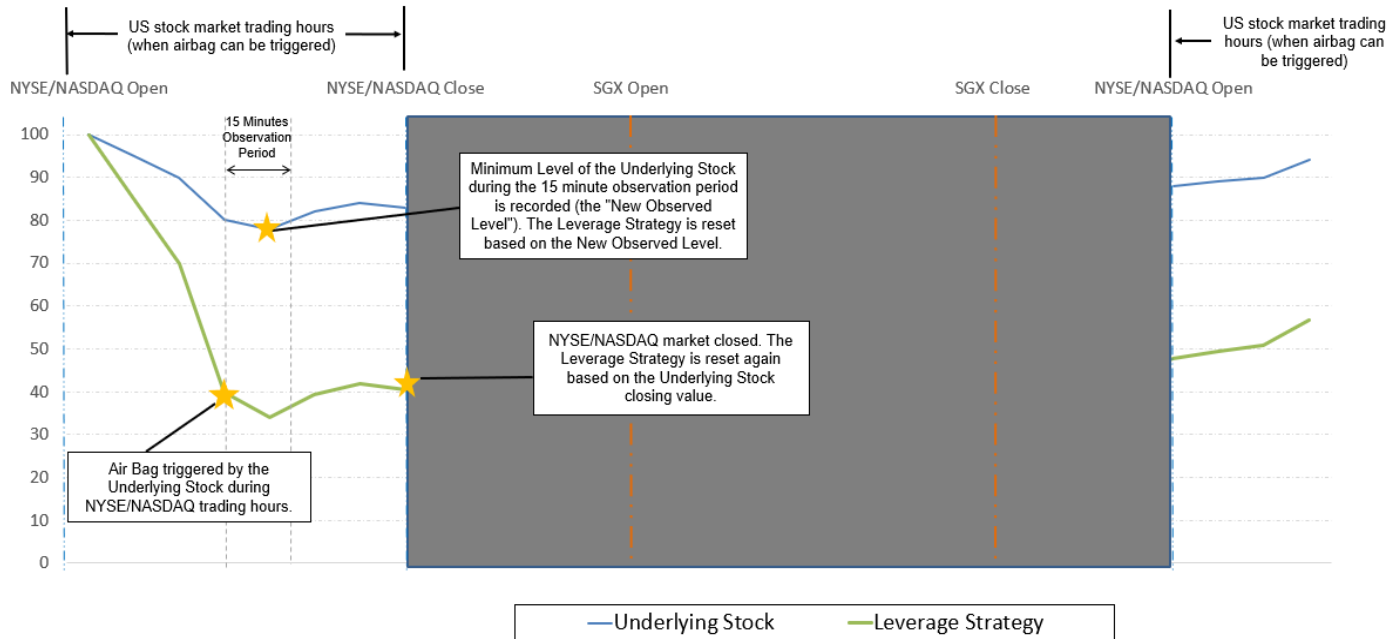 US stock market trading hours
(when airbag can be triggered)
US stock market trading
hours (when airbag can
be triggered)
NYSE/NASDAQ Open
NYSE/NASDAQ Close
SGX Open
SGX Close
NYSE/NASDAQ Open
100
90
80
70
60
50
40
30
20
10
0
15 Minutes
Observation
Period
Minimum Level of the Underlying Stock
during the 15 minute observation period
is recorded (the "New Observed
Level"). The Leverage Strategy is reset
based on the New Observed Level.
NYSE/NASDAQ market closed. The
Leverage Strategy is reset again
based on the Underlying Stock
closing value.
Air Bag triggered by the
Underlying Stock during
NYSE/NASDAQ trading hours.
Underlying Stock
Leverage Strategy